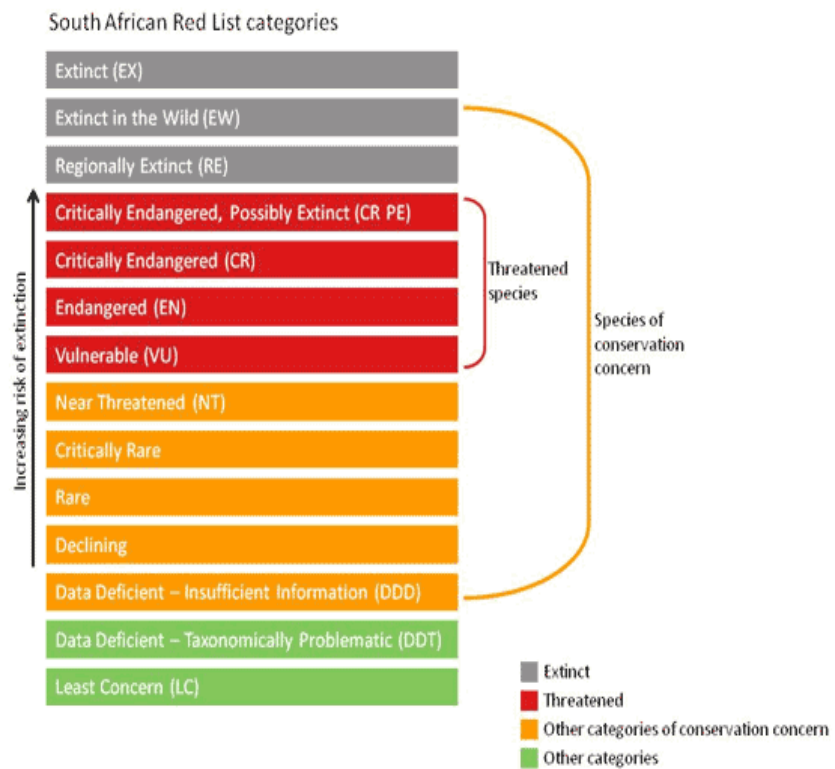 South African Red List categories
Extinct (EX)
Extinct in the Wild (EW)
Regionally Extinct (RE)
Critically Endangered, Possibly Extinct (CR PE)
Critically Endangered (CR)
Endangered (EN)
Vulnerable (VU)
Near Threatened (NT)
Critically Rare
Rare
Declining
Data Deficient – Insufficient Information (DDD)
Data Deficient – Taxonomically Problematic (DDT)
Least Concern (LC)
Increasing risk of extinction
Threatened
species
Species of
conservation
concern
Extinct
Threatened
Other categories of conservation concern
Other categories